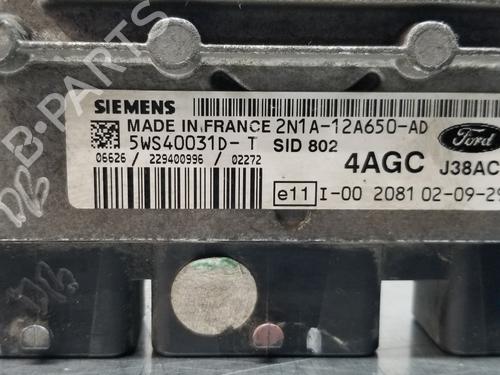 SIEMENS
MADE IN FRANCE 2N1A-12A650-AD
5WS40031D-T SID 802
Ford
06626/ 229400996 /02272
4AGC J38AC
e11 I-00 2081 02-09-29
B-PARTS